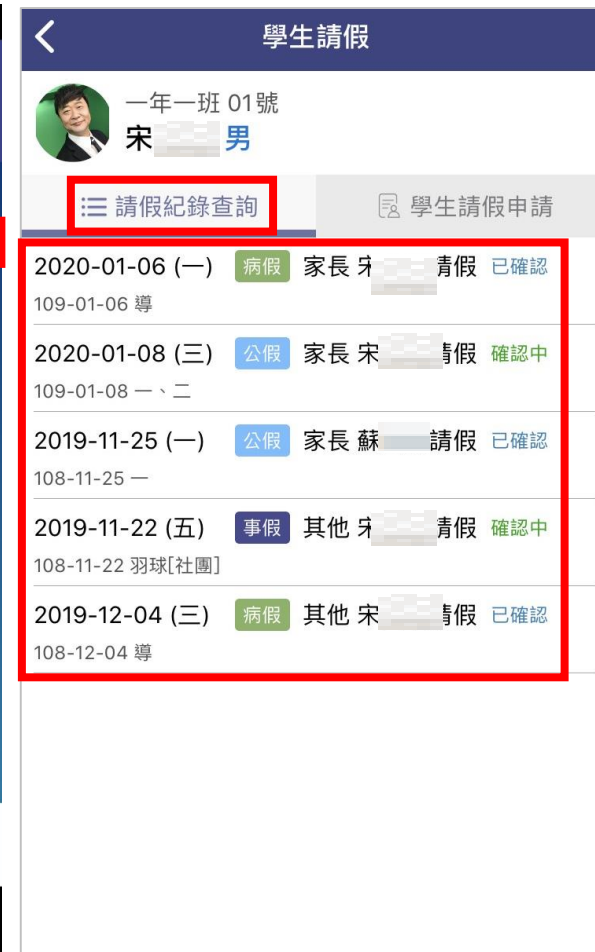 學生請假
一年一班 01號
宋 男
請假紀錄查詢 學生請假申請
2020-01-06 (一) 病假 家長 請假 已確認
109-01-06 導
2020-01-08 (三) 公假 家長 宋 請假 確認中
109-01-08 一、二
2019-11-25 (一) 公假 家長 蘇 請假 已確認
108-11-25 一
2019-11-22 (五) 事假 其他 宋 請假 確認中
108-11-22 羽球[社團]
2019-12-04 (三) 病假 其他 宋 請假 已確認
108-12-04 導